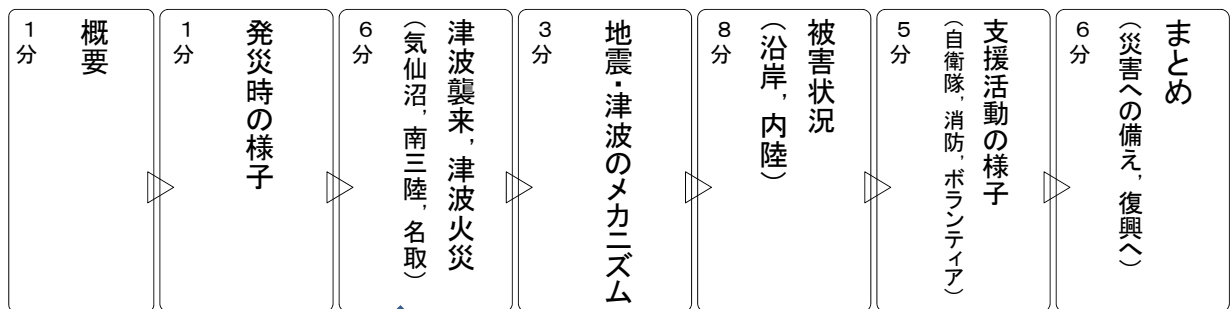 概要
1分
発災時の様子
1分
津波襲来，津波火災
（気仙沼，南三陸，名取）
6分
地震・津波のメカニズム
3分
被害状況
（沿岸，内陸）
8分
支援活動の様子
（自衛隊，消防，ボランティア）
5分
まとめ
（災害への備え，復興へ）
6分